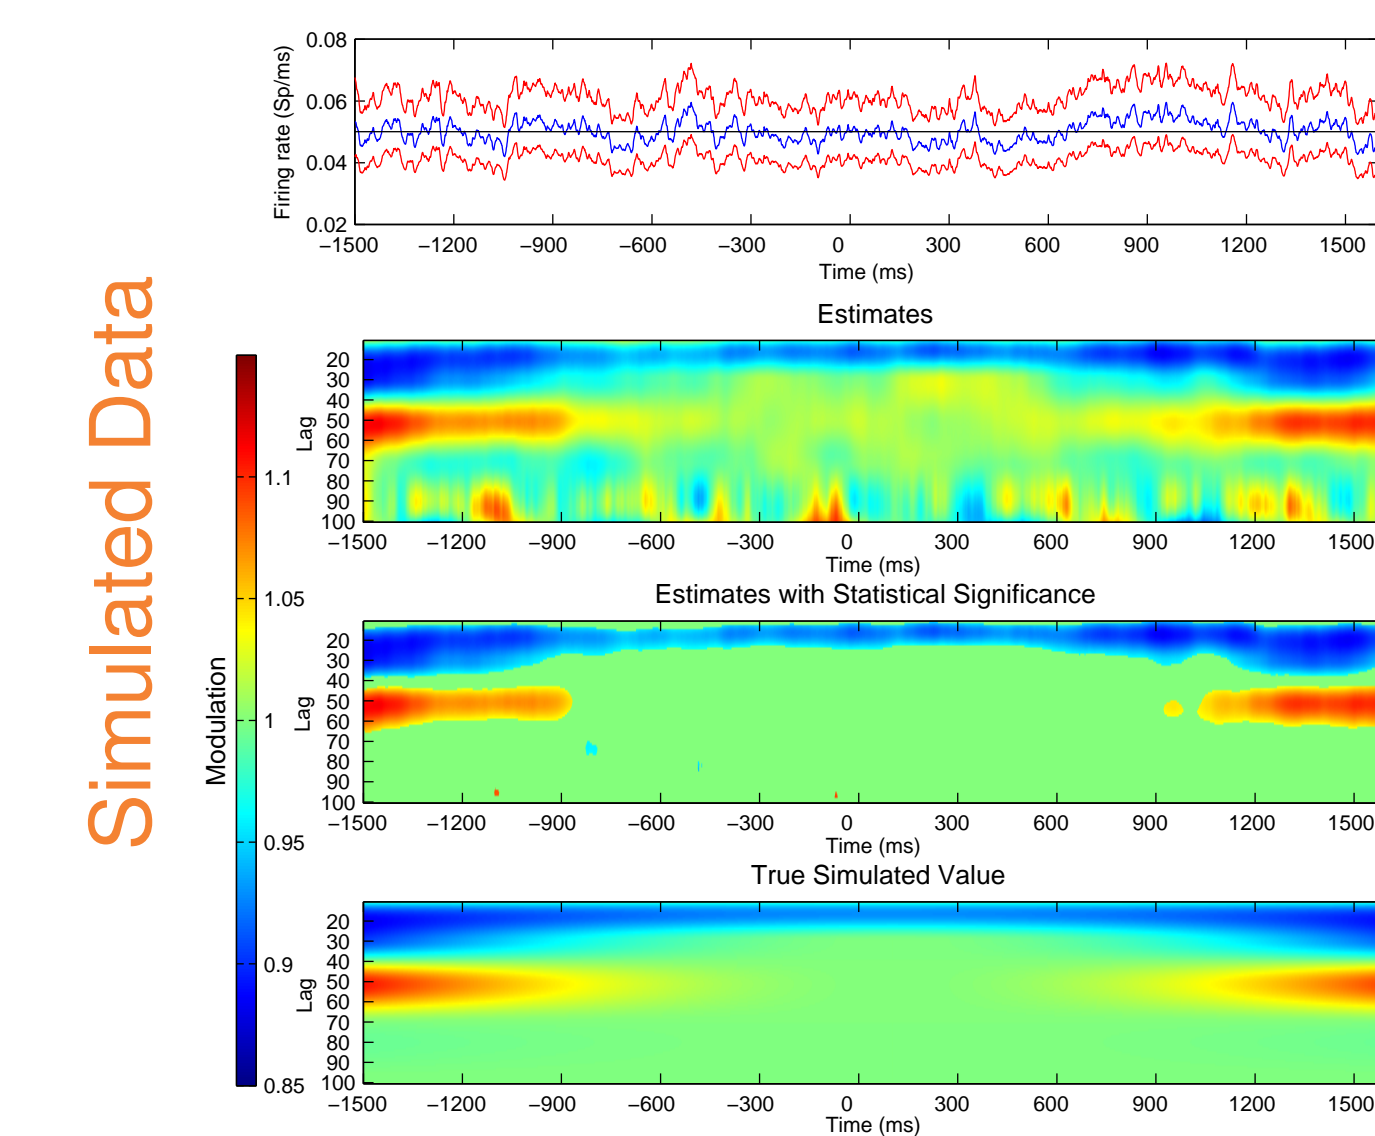 Simulated Data
0.08
0.06
0.04
0.02
Firing rate (Sp/ms)
−1500 −1200 −900 −600 −300 0 300 600 900 1200 1500
Time (ms)
Estimates
20
30
40
50
60
70
80
90
100
Lag
−1500 −1200 −900 −600 −300 0 300 600 900 1200 1500
Time (ms)
Estimates with Statistical Significance
20
30
40
50
60
70
80
90
100
Lag
−1500 −1200 −900 −600 −300 0 300 600 900 1200 1500
Time (ms)
True Simulated Value
20
30
40
50
60
70
80
90
100
Lag
−1500 −1200 −900 −600 −300 0 300 600 900 1200 1500
Time (ms)
Modulation
1.1
1.05
1
0.95
0.9
0.85